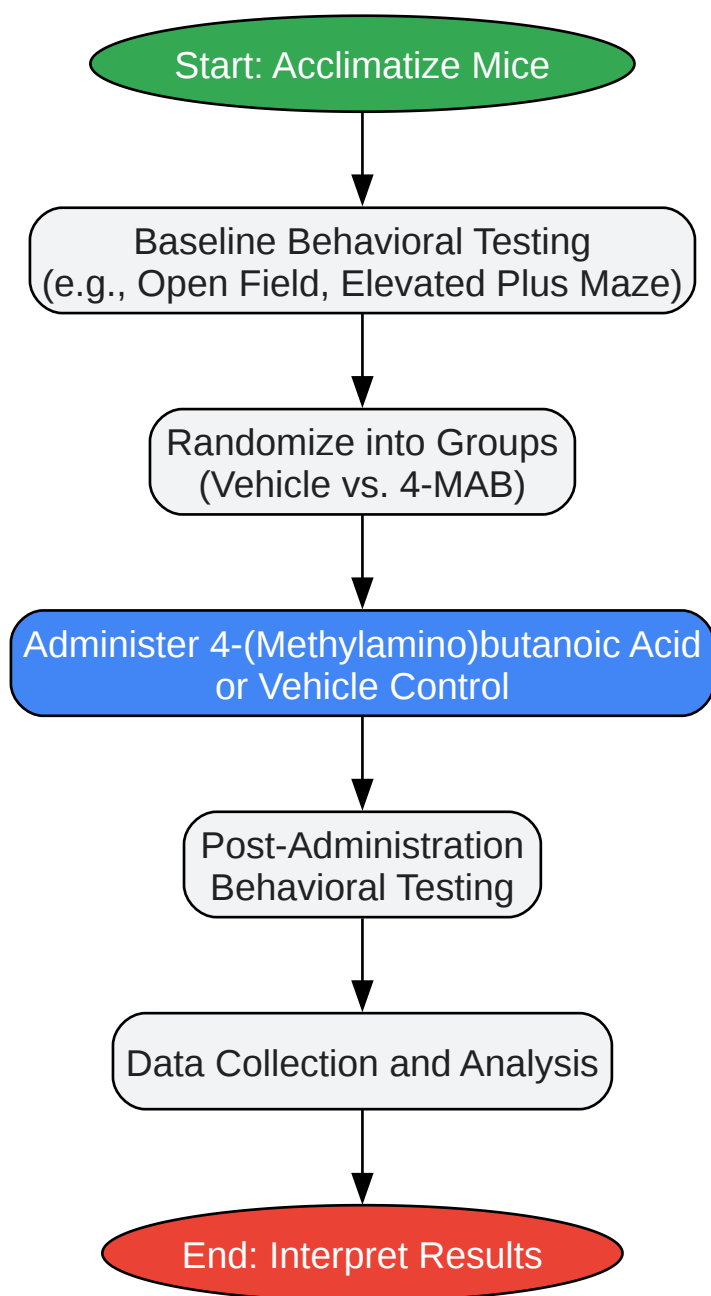 Start: Acclimatize Mice
Baseline Behavioral Testing
(e.g., Open Field, Elevated Plus Maze)
Randomize into Groups
(Vehicle vs. 4-MAB)
Administer 4-(Methylamino)butanoic Acid
or Vehicle Control
Post-Administration
Behavioral Testing
Data Collection and Analysis
End: Interpret Results